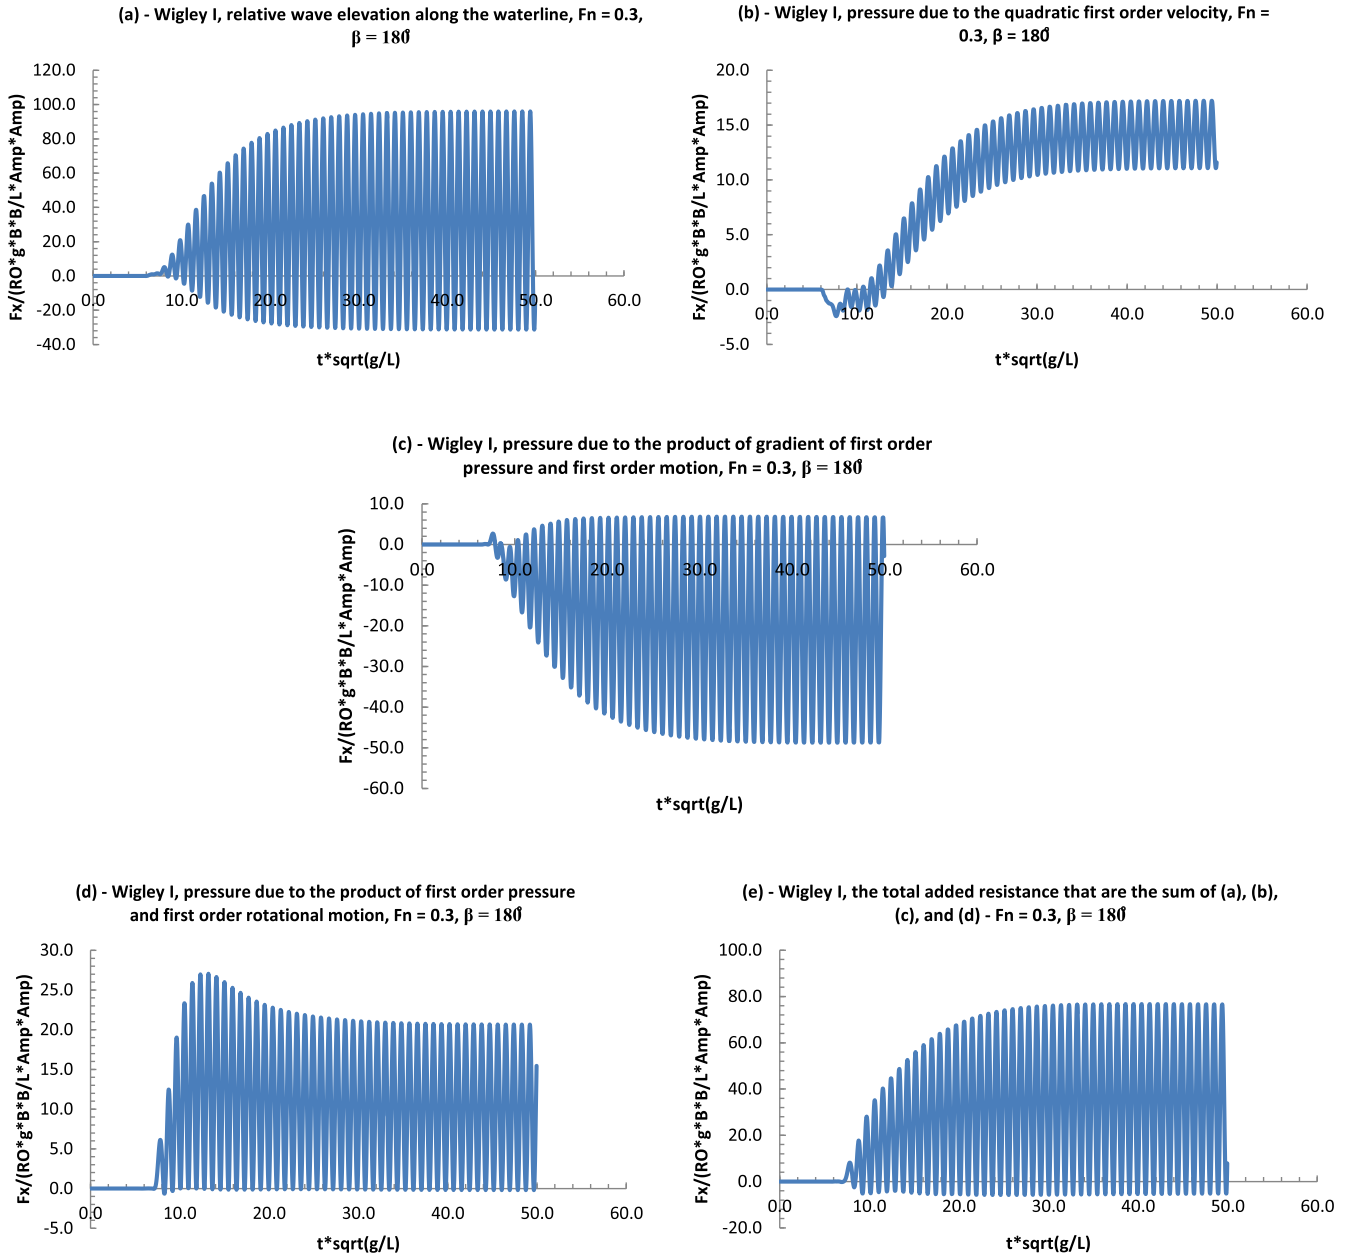 (a) - Wigley I, relative wave elevation along the waterline, Fn = 0.3,
β = 180°
120.0
100.0
80.0
60.0
40.0
20.0
0.0
-20.0
-40.0
0.0 10.0 20.0 30.0 40.0 50.0 60.0
Fx/(RO*g*B*B/L*Amp*Amp)
t*sqrt(g/L)
(b) - Wigley I, pressure due to the quadratic first order velocity, Fn =
0.3, β = 180°
20.0
15.0
10.0
5.0
0.0
-5.0
0.0 10.0 20.0 30.0 40.0 50.0 60.0
Fx/(RO*g*B*B/L*Amp*Amp)
t*sqrt(g/L)
(c) - Wigley I, pressure due to the product of gradient of first order
pressure and first order motion, Fn = 0.3, β = 180°
10.0
0.0
-10.0
-20.0
-30.0
-40.0
-50.0
-60.0
0.0 10.0 20.0 30.0 40.0 50.0 60.0
Fx/(RO*g*B*B/L*Amp*Amp)
t*sqrt(g/L)
(d) - Wigley I, pressure due to the product of first order pressure
and first order rotational motion, Fn = 0.3, β = 180°
30.0
25.0
20.0
15.0
10.0
5.0
0.0
-5.0
0.0 10.0 20.0 30.0 40.0 50.0 60.0
Fx/(RO*g*B*B/L*Amp*Amp)
t*sqrt(g/L)
(e) - Wigley I, the total added resistance that are the sum of (a), (b),
(c), and (d) - Fn = 0.3, β = 180°
100.0
80.0
60.0
40.0
20.0
0.0
-20.0
0.0 10.0 20.0 30.0 40.0 50.0 60.0
Fx/(RO*g*B*B/L*Amp*Amp)
t*sqrt(g/L)